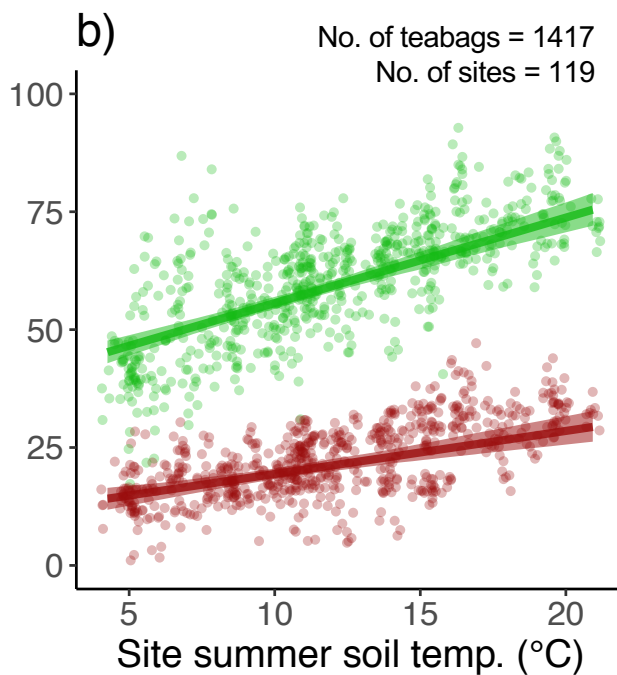 b)
No. of teabags = 1417
No. of sites = 119
100
75
50
25
0
5 10 15 20
Site summer soil temp. (°C)